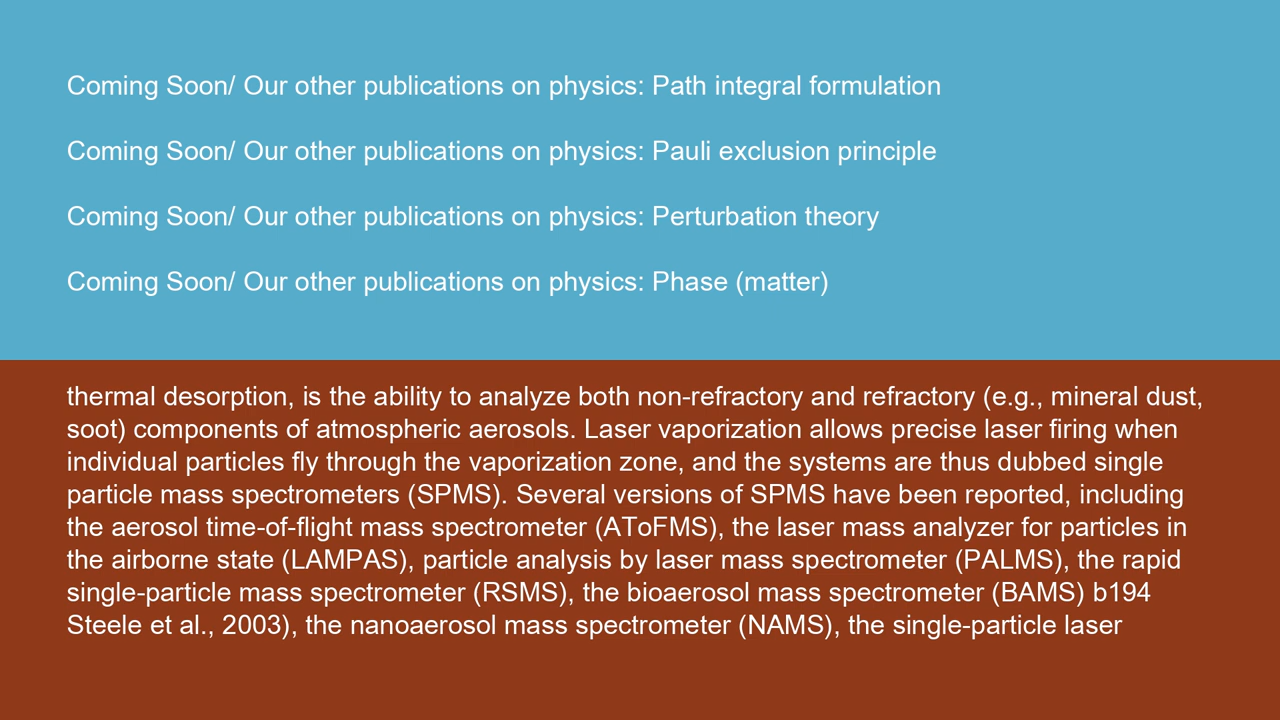 Coming Soon/ Our other publications on physics: Path integral formulation
Coming Soon/ Our other publications on physics: Pauli exclusion principle
Coming Soon/ Our other publications on physics: Perturbation theory
Coming Soon/ Our other publications on physics: Phase (matter)
thermal desorption, is the ability to analyze both non-refractory and refractory (e.g., mineral dust,
soot) components of atmospheric aerosols. Laser vaporization allows precise laser firing when
individual particles fly through the vaporization zone, and the systems are thus dubbed single
particle mass spectrometers (SPMS). Several versions of SPMS have been reported, including
the aerosol time-of-flight mass spectrometer (AToFMS), the laser mass analyzer for particles in
the airborne state (LAMPAS), particle analysis by laser mass spectrometer (PALMS), the rapid
single-particle mass spectrometer (RSMS), the bioaerosol mass spectrometer (BAMS) b194
Steele et al., 2003), the nanoaerosol mass spectrometer (NAMS), the single-particle laser